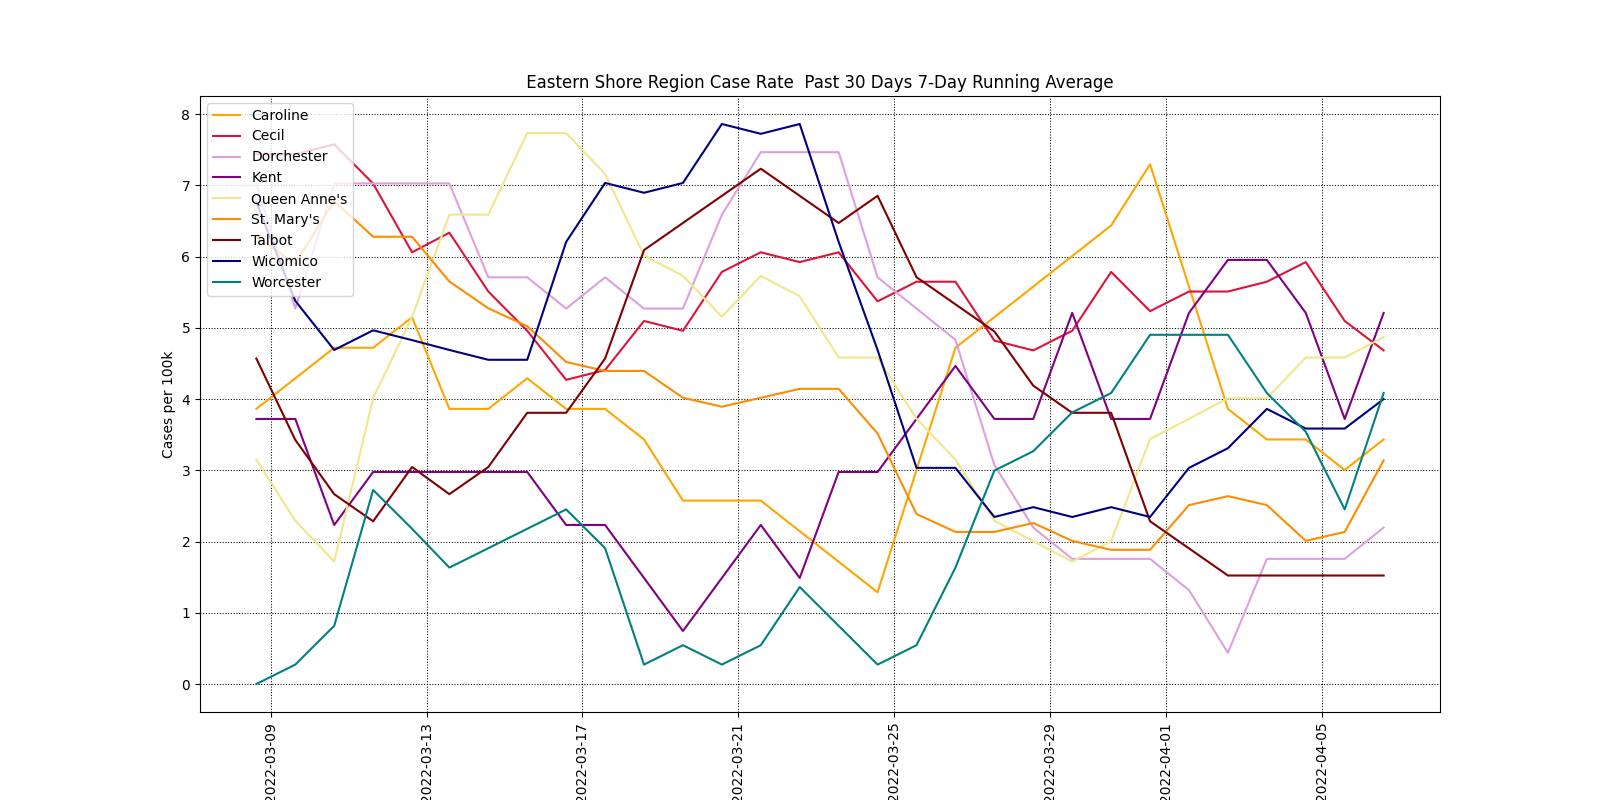 Eastern Shore Region Case Rate  Past 30 Days 7-Day Running Average
Cases per 100k
8
7
6
5
4
3
2
1
0
Caroline
Cecil
Dorchester
Kent
Queen Anne's
St. Mary's
Talbot
Wicomico
Worcester
2022-03-09
2022-03-13
2022-03-17
2022-03-21
2022-03-25
2022-03-29
2022-04-01
2022-04-05